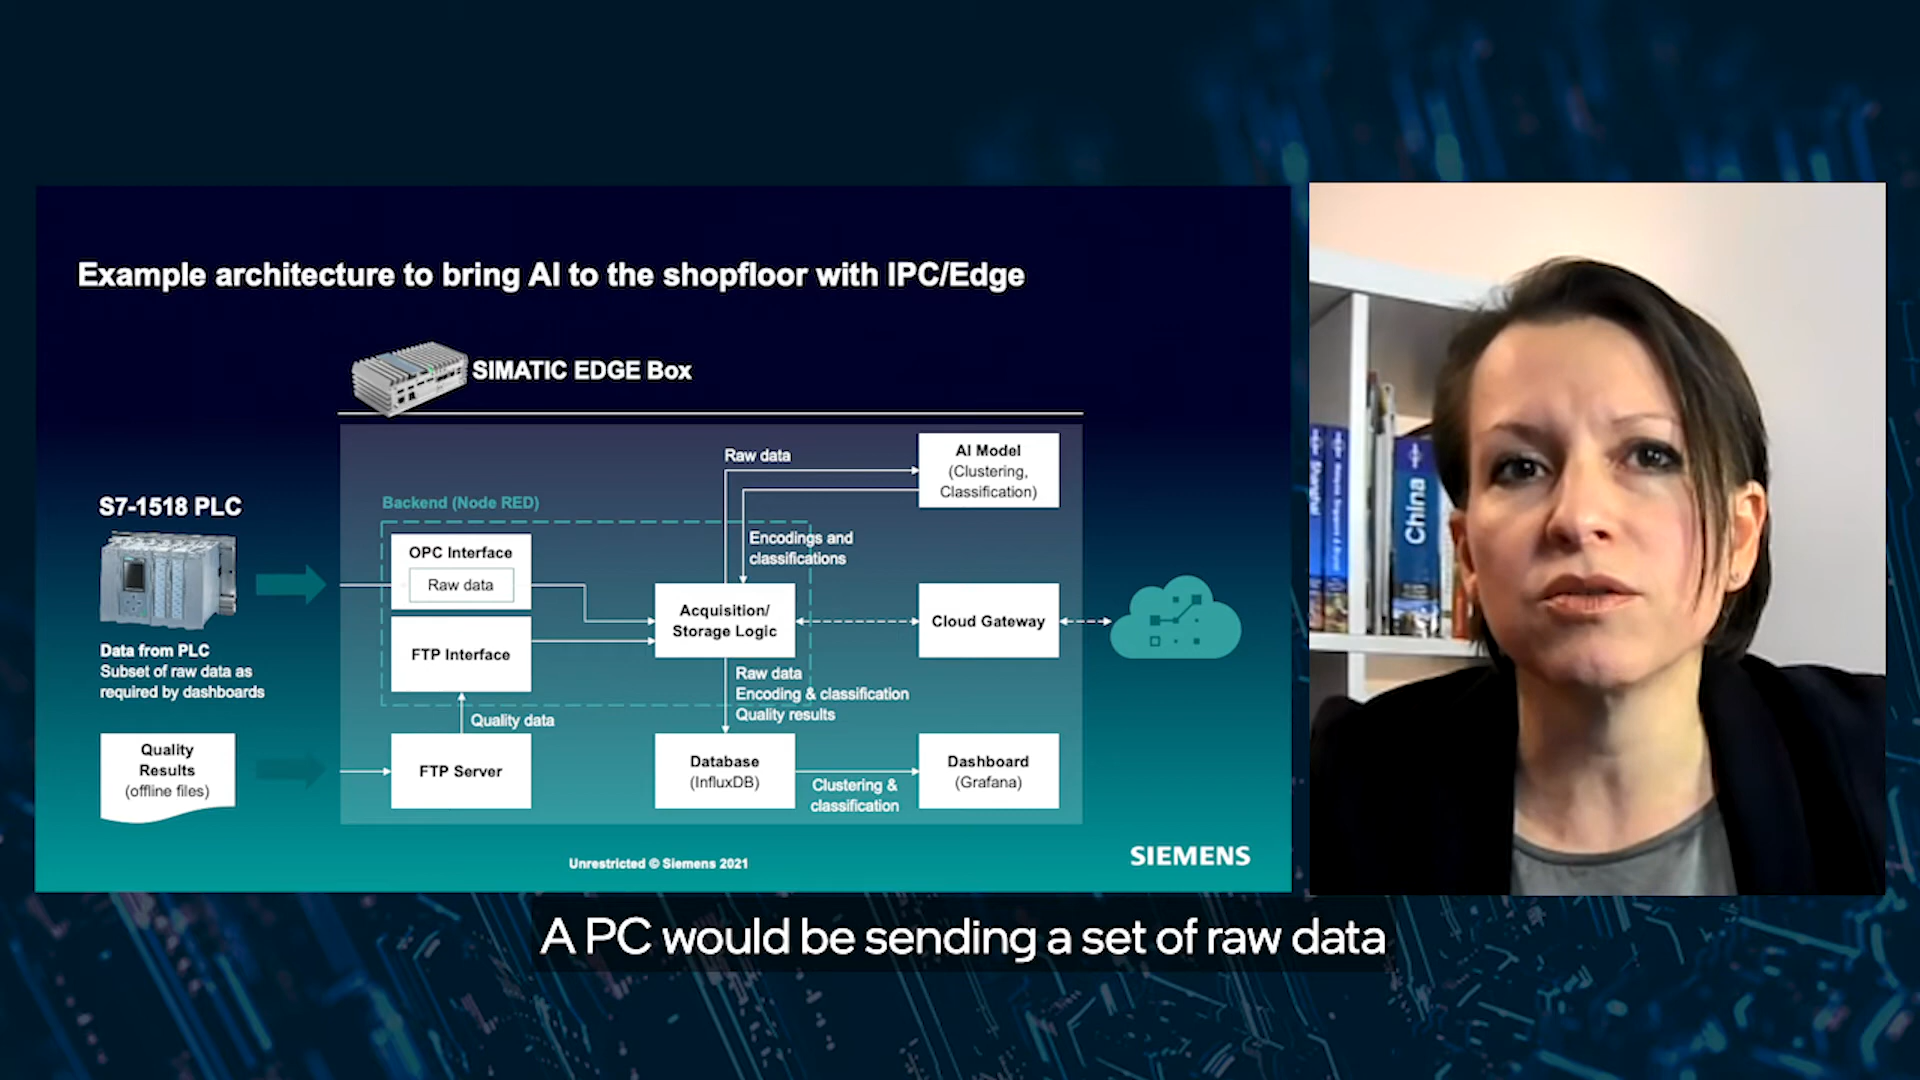 Example architecture to bring AI to the shopfloor with IPC/Edge
SIMATIC EDGE Box
S7-1518 PLC
Data from PLC
Subset of raw data as
required by dashboards
Quality
Results
(offline files)
Backend (Node RED)
OPC Interface
Raw data
FTP Interface
Quality data
FTP Server
Raw data
Encodings and
classifications
Acquisition/
Storage Logic
Raw data
Encoding & classification
Quality results
Database
(InfluxDB)
Clustering &
classification
AI Model
(Clustering,
Classification)
Cloud Gateway
Dashboard
(Grafana)
Unrestricted © Siemens 2021
SIEMENS
Shanghai
China
A PC would be sending a set of raw data